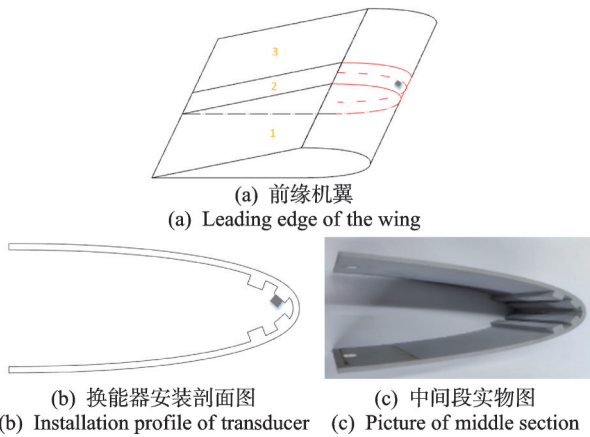 3
2
1
(a) 前缘机翼
(a) Leading edge of the wing
(b) 换能器安装剖面图
(b) Installation profile of transducer
(c) 中间段实物图
(c) Picture of middle section